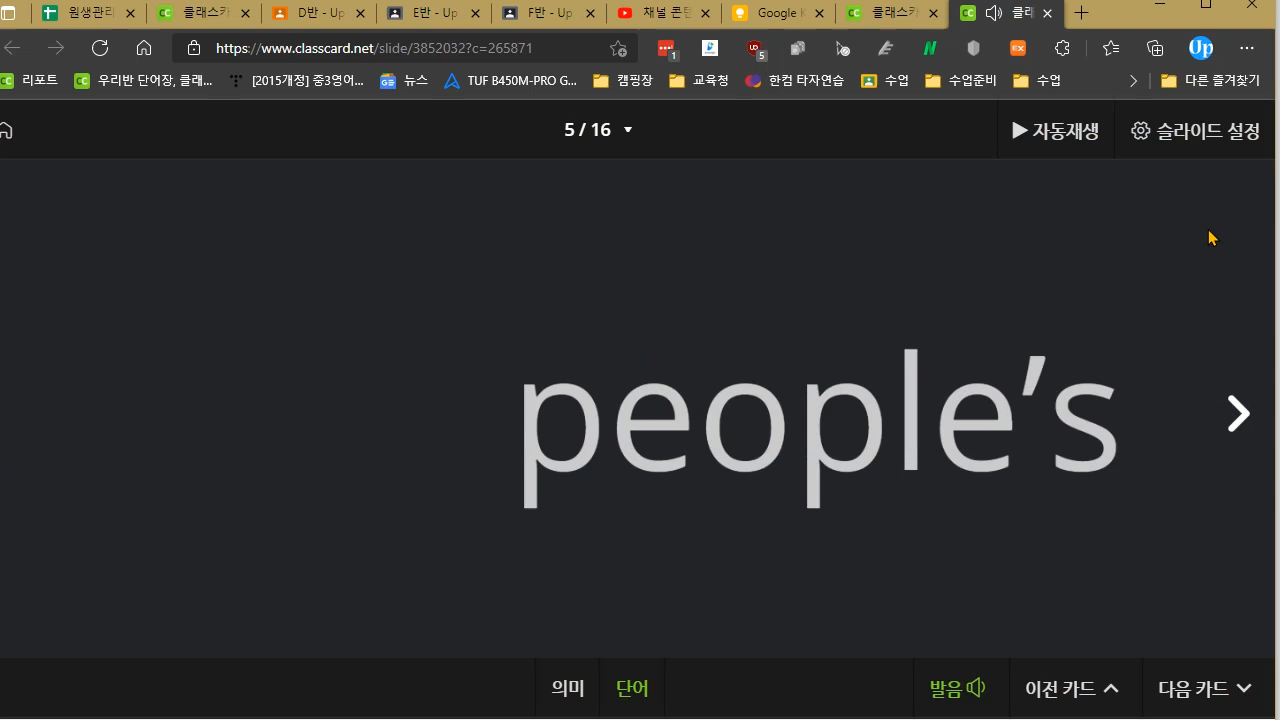 원생관리 클래스카 D반 - Up E반 - Up F반 - Up 채널 콘텐 Google K 클래스카 클래
https://www.classcard.net/slide/3852032?c=265871 1 UD 5 N EX Up
리포트 우리반 단어장, 클래... [2015개정] 중3영어... 뉴스 TUF B450M-PRO G... 캠핑장 교육청 한컴 타자연습 수업 수업준비 수업 다른 즐겨찾기
5 / 16 자동재생 슬라이드 설정
people’s
의미 단어 발음 이전 카드 다음 카드